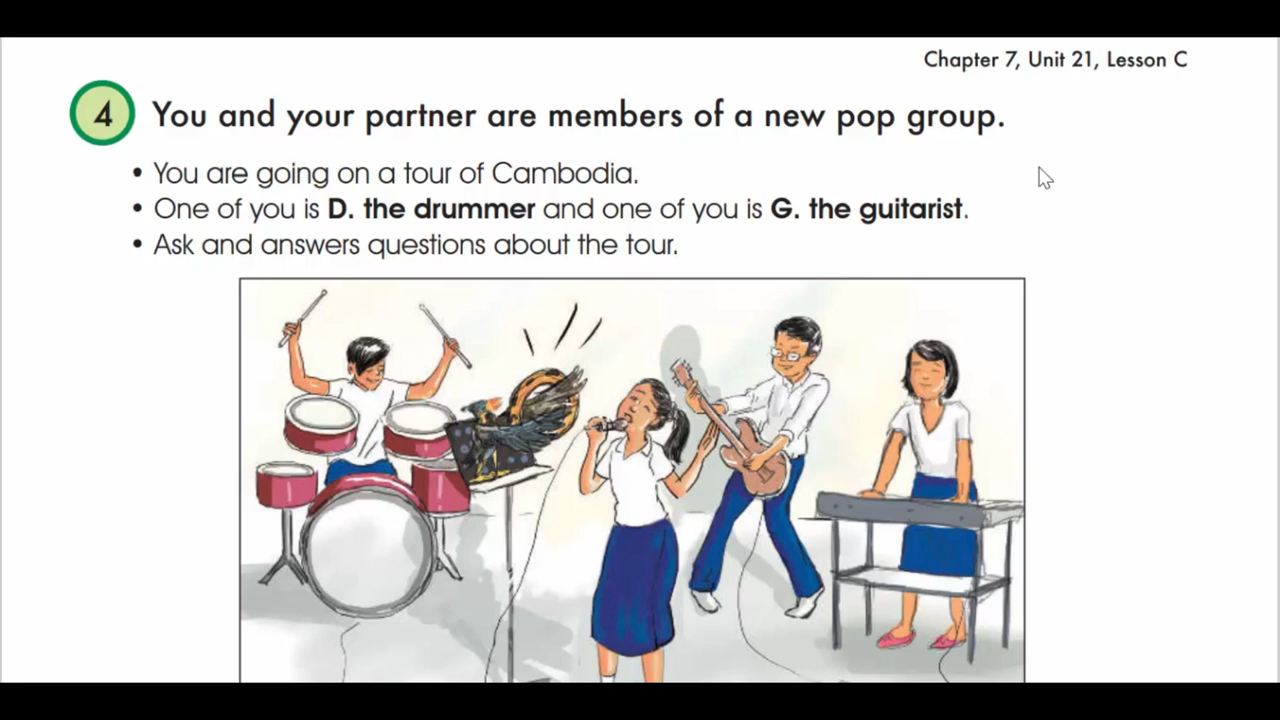 Chapter 7, Unit 21, Lesson C
4 You and your partner are members of a new pop group.
• You are going on a tour of Cambodia.
• One of you is D. the drummer and one of you is G. the guitarist.
• Ask and answers questions about the tour.